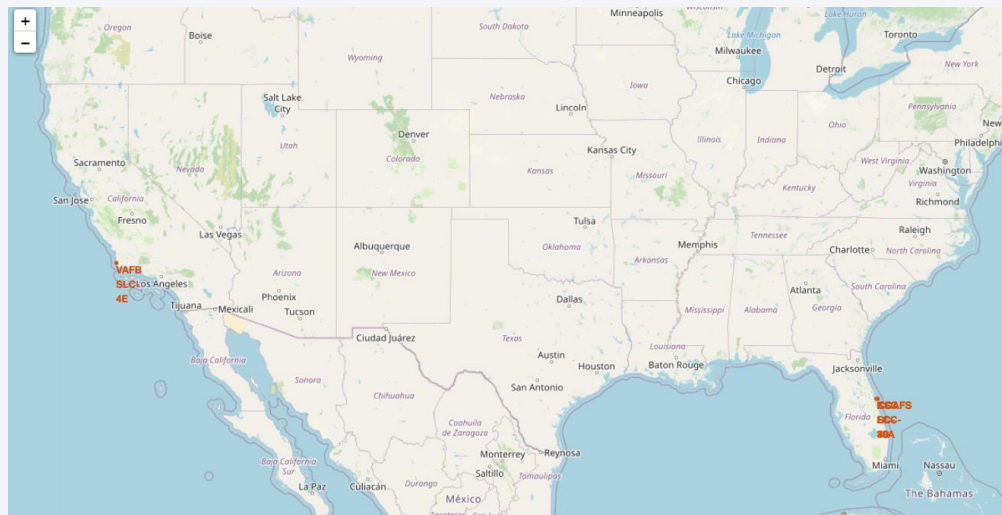 +
−
Oregon
Boise
Wyoming
South Dakota
Minneapolis
Wisconsin
Lake Huron
Lake Michigan
Toronto
Milwaukee
Detroit
New York
Chicago
Salt Lake
City
Nebraska
Iowa
Lincoln
Pennsylvania
New
Philadelphia
Illinois
Indiana
Ohio
Utah
Denver
Colorado
Nevada
Sacramento
San Jose
California
Fresno
Las Vegas
Kansas City
Kansas
Missouri
West Virginia
Washington
Virginia
Richmond
Kentucky
Tulsa
Oklahoma
Memphis
Tennessee
Arkansas
Raleigh
Charlotte
North Carolina
Albuquerque
New Mexico
Arizona
Phoenix
Tucson
VAFB
SLC-
4E
Los Angeles
Tijuana
Mexicali
Dallas
Texas
Mississippi
Alabama
Atlanta
Georgia
South Carolina
Louisiana
Ciudad Juárez
Austin
Houston
Baton Rouge
San Antonio
Jacksonville
Florida
Miami
Nassau
The Bahamas
Baja California
Sonora
Chihuahua
Coahuila
de Zaragoza
Monterrey
Reynosa
Saltillo
Tamaulipas
Baja California
Sur
La Paz
Culiacán
Durango
México